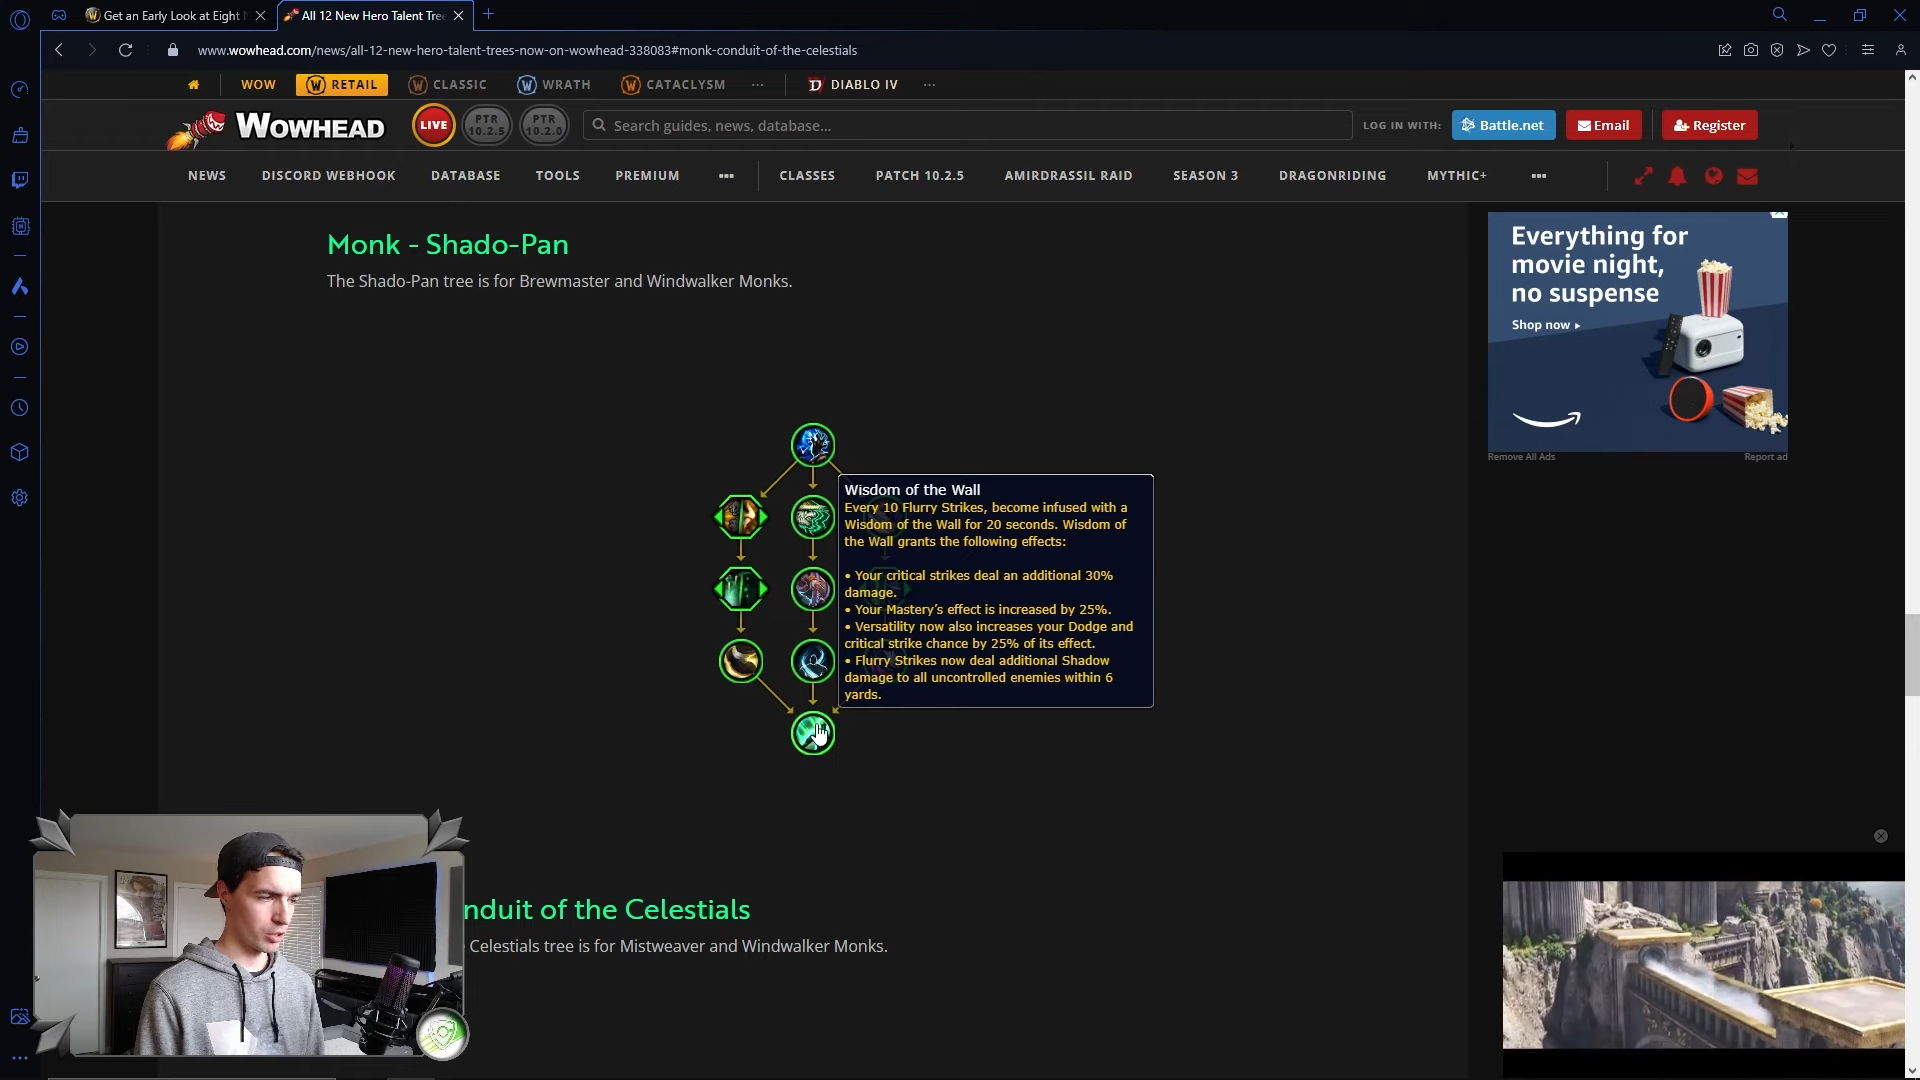 Get an Early Look at Eight
All 12 New Hero Talent Tre
www.wowhead.com/news/all-12-new-hero-talent-trees-now-on-wowhead-338083#monk-conduit-of-the-celestials
WOW
RETAIL
CLASSIC
WRATH
CATACLYSM
DIABLO IV
WOWHEAD
LIVE
PTR
10.2.5
PTR
10.2.0
Search guides, news, database...
LOG IN WITH:
Battle.net
Email
Register
NEWS
DISCORD WEBHOOK
DATABASE
TOOLS
PREMIUM
CLASSES
PATCH 10.2.5
AMIRDRASSIL RAID
SEASON 3
DRAGONRIDING
MYTHIC+
Monk - Shado-Pan
The Shado-Pan tree is for Brewmaster and Windwalker Monks.
Everything for
movie night,
no suspense
Shop now
Remove All Ads
Report ad
Wisdom of the Wall
Every 10 Flurry Strikes, become infused with a
Wisdom of the Wall for 20 seconds. Wisdom of
the Wall grants the following effects:
• Your critical strikes deal an additional 30%
damage.
• Your Mastery's effect is increased by 25%.
• Versatility now also increases your Dodge and
critical strike chance by 25% of its effect.
• Flurry Strikes now deal additional Shadow
damage to all uncontrolled enemies within 6
yards.
nduit of the Celestials
Celestials tree is for Mistweaver and Windwalker Monks.